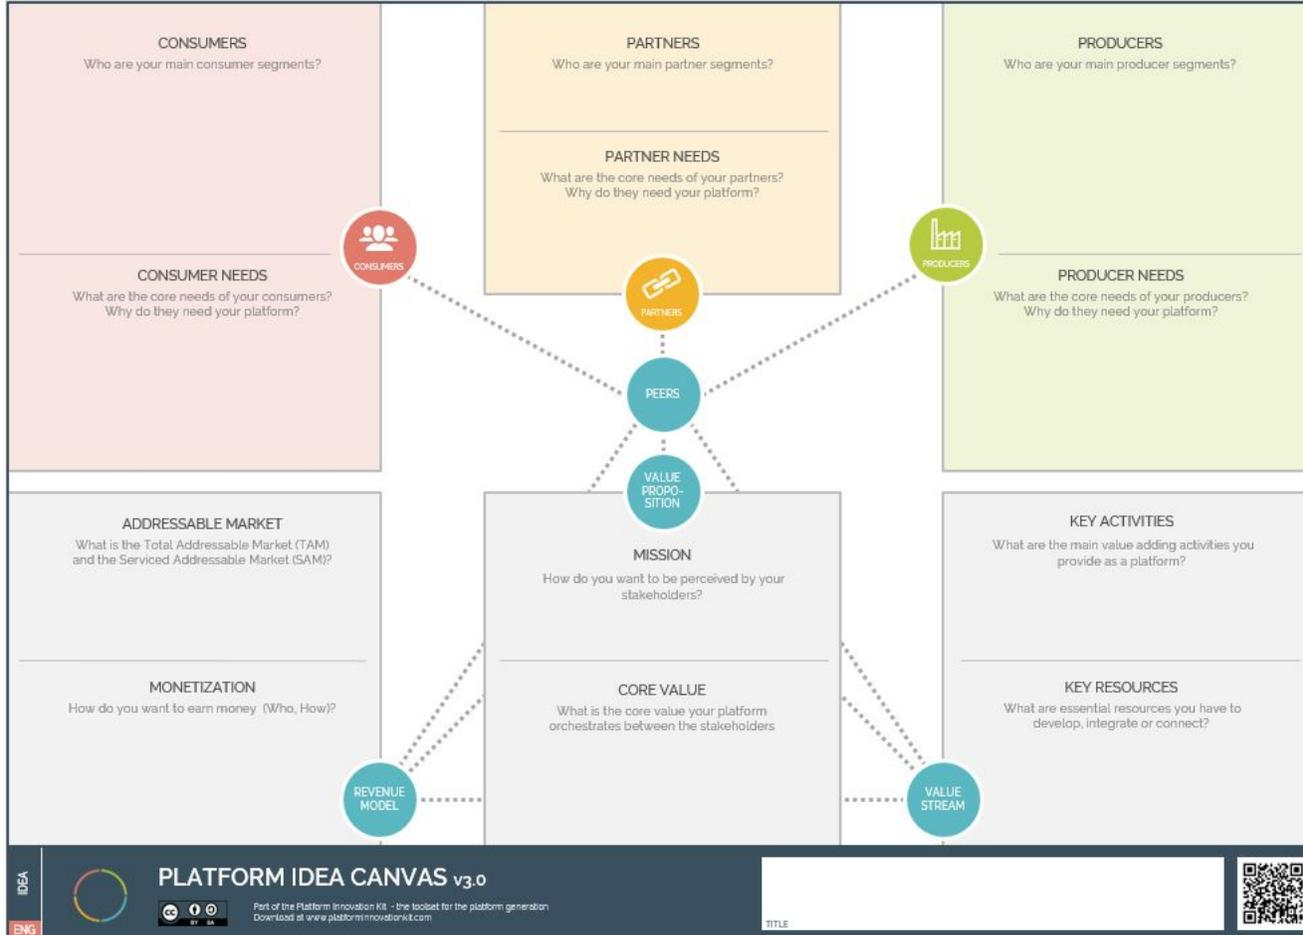 CONSUMERS
Who are your main consumer segments?
CONSUMER NEEDS
What are the core needs of your consumers?
Why do they need your platform?
CONSUMERS
PARTNERS
Who are your main partner segments?
PARTNER NEEDS
What are the core needs of your partners?
Why do they need your platform?
PARTNERS
PRODUCERS
Who are your main producer segments?
PRODUCERS
PRODUCER NEEDS
What are the core needs of your producers?
Why do they need your platform?
PEERS
VALUE
PROPO-
SITION
ADDRESSABLE MARKET
What is the Total Addressable Market (TAM)
and the Serviced Addressable Market (SAM)?
MONETIZATION
How do you want to earn money (Who, How)?
REVENUE
MODEL
MISSION
How do you want to be perceived by your
stakeholders?
CORE VALUE
What is the core value your platform
orchestrates between the stakeholders
KEY ACTIVITIES
What are the main value adding activities you
provide as a platform?
KEY RESOURCES
What are essential resources you have to
develop, integrate or connect?
VALUE
STREAM
IDEA
ENG
PLATFORM IDEA CANVAS v3.0
cc
BY SA
Part of the Platform Innovation Kit - the toolset for the platform generation
Download at www.platforminnovationkit.com
TITLE